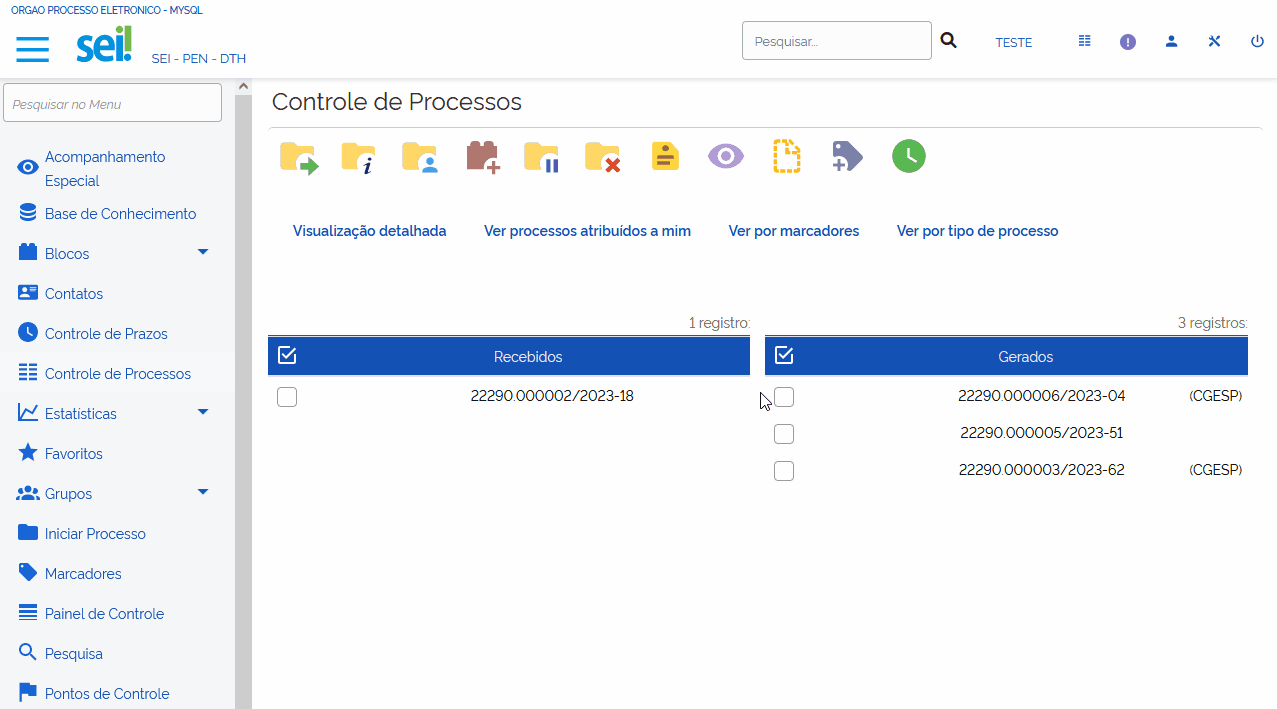 ORGAO PROCESSO ELETRONICO - MYSQL
sei!
SEI - PEN - DTH
Pesquisar...
TESTE
Pesquisar no Menu
Acompanhamento
Especial
Base de Conhecimento
Blocos
Contatos
Controle de Prazos
Controle de Processos
Estatísticas
Favoritos
Grupos
Iniciar Processo
Marcadores
Painel de Controle
Pesquisa
Pontos de Controle
Controle de Processos
Visualização detalhada
Ver processos atribuídos a mim
Ver por marcadores
Ver por tipo de processo
1 registro:
Recebidos
22290.000002/2023-18
3 registros:
Gerados
22290.000006/2023-04 (CGESP)
22290.000005/2023-51
22290.000003/2023-62 (CGESP)